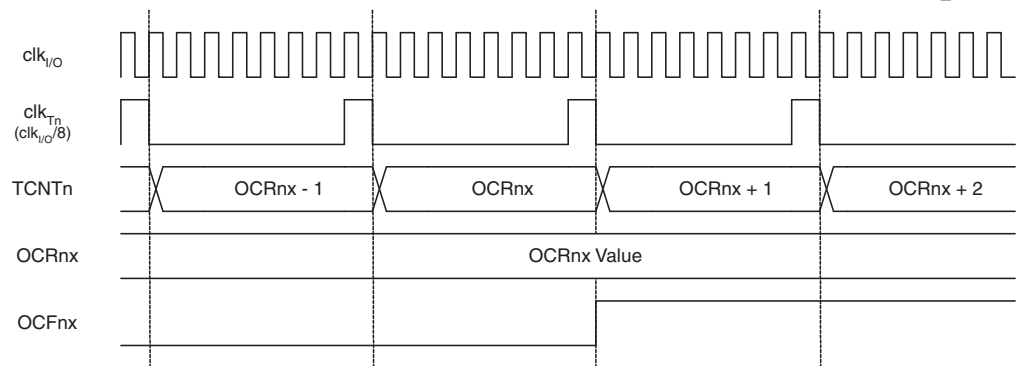 clkI/O
clkTn
(clkI/O/8)
TCNTn
OCRnx - 1
OCRnx
OCRnx + 1
OCRnx + 2
OCRnx
OCRnx Value
OCFnx